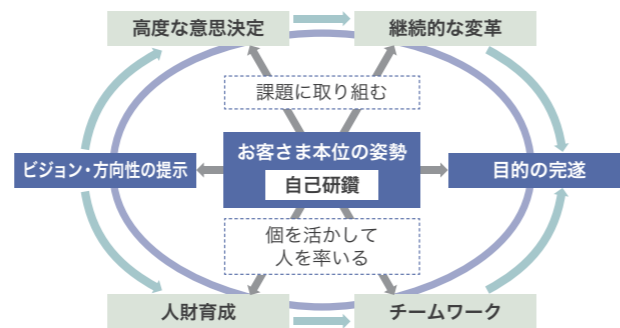 高度な意思決定
継続的な変革
課題に取り組む
お客さま本位の姿勢
自己研鑽
ビジョン・方向性の提示
目的の完遂
個を活かして
人を率いる
人財育成
チームワーク